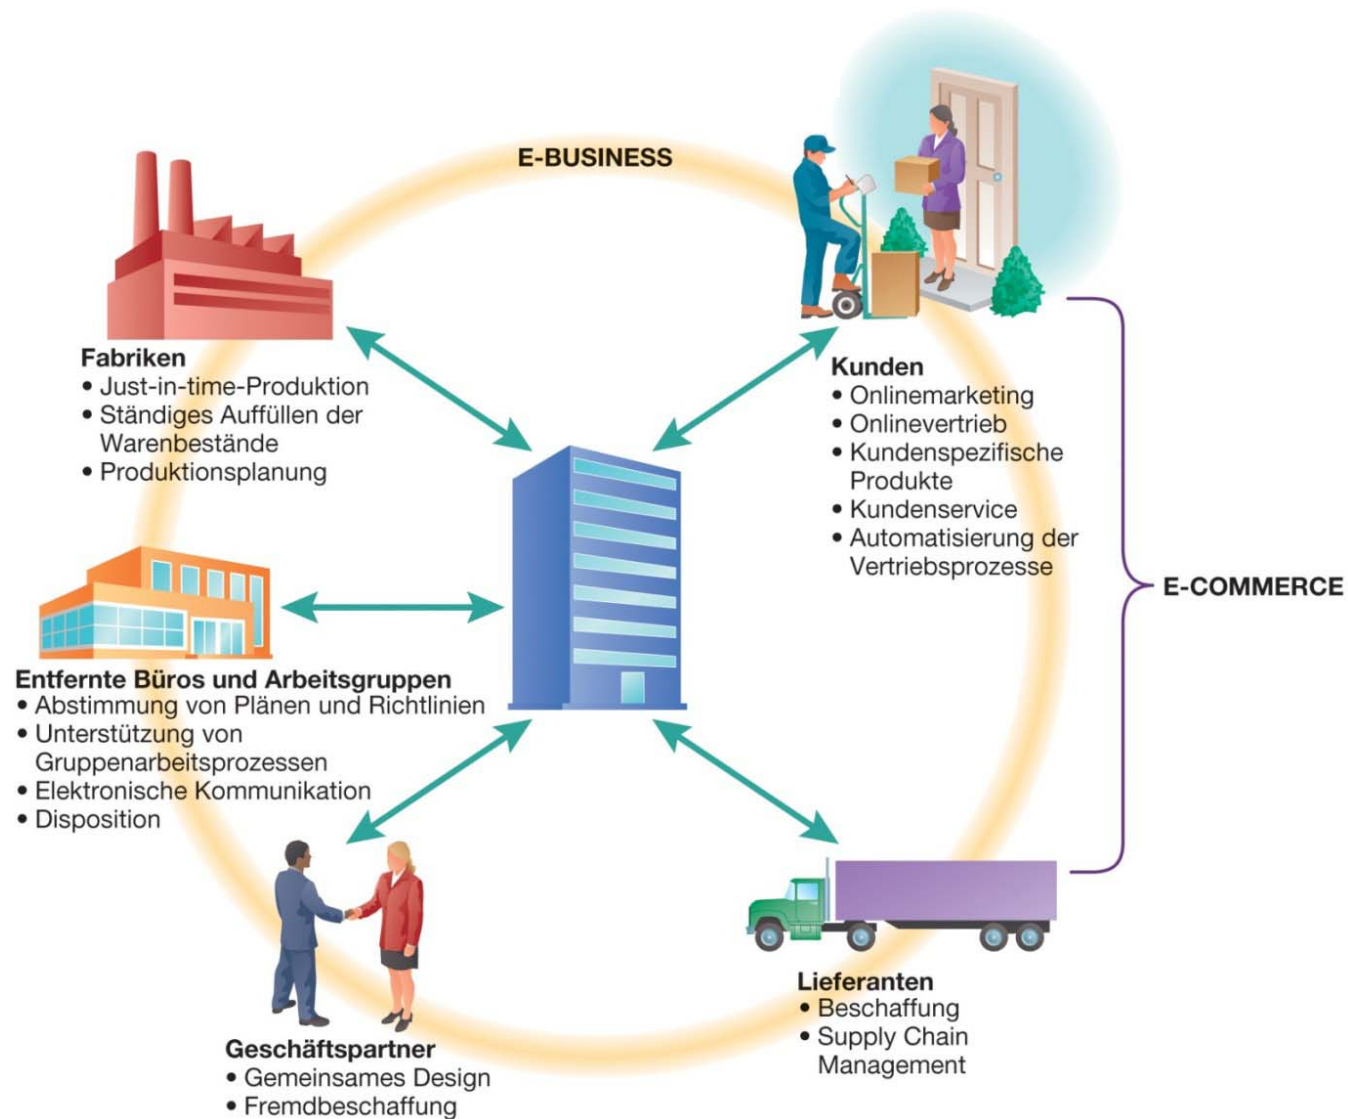 E-BUSINESS
Fabriken
• Just-in-time-Produktion
• Ständiges Auffüllen der
Warenbestände
• Produktionsplanung
Kunden
• Onlinemarketing
• Onlinevertrieb
• Kundenspezifische
Produkte
• Kundenservice
• Automatisierung der
Vertriebsprozesse
E-COMMERCE
Entfernte Büros und Arbeitsgruppen
• Abstimmung von Plänen und Richtlinien
• Unterstützung von
Gruppenarbeitsprozessen
• Elektronische Kommunikation
• Disposition
Lieferanten
• Beschaffung
• Supply Chain
Management
Geschäftspartner
• Gemeinsames Design
• Fremdbeschaffung